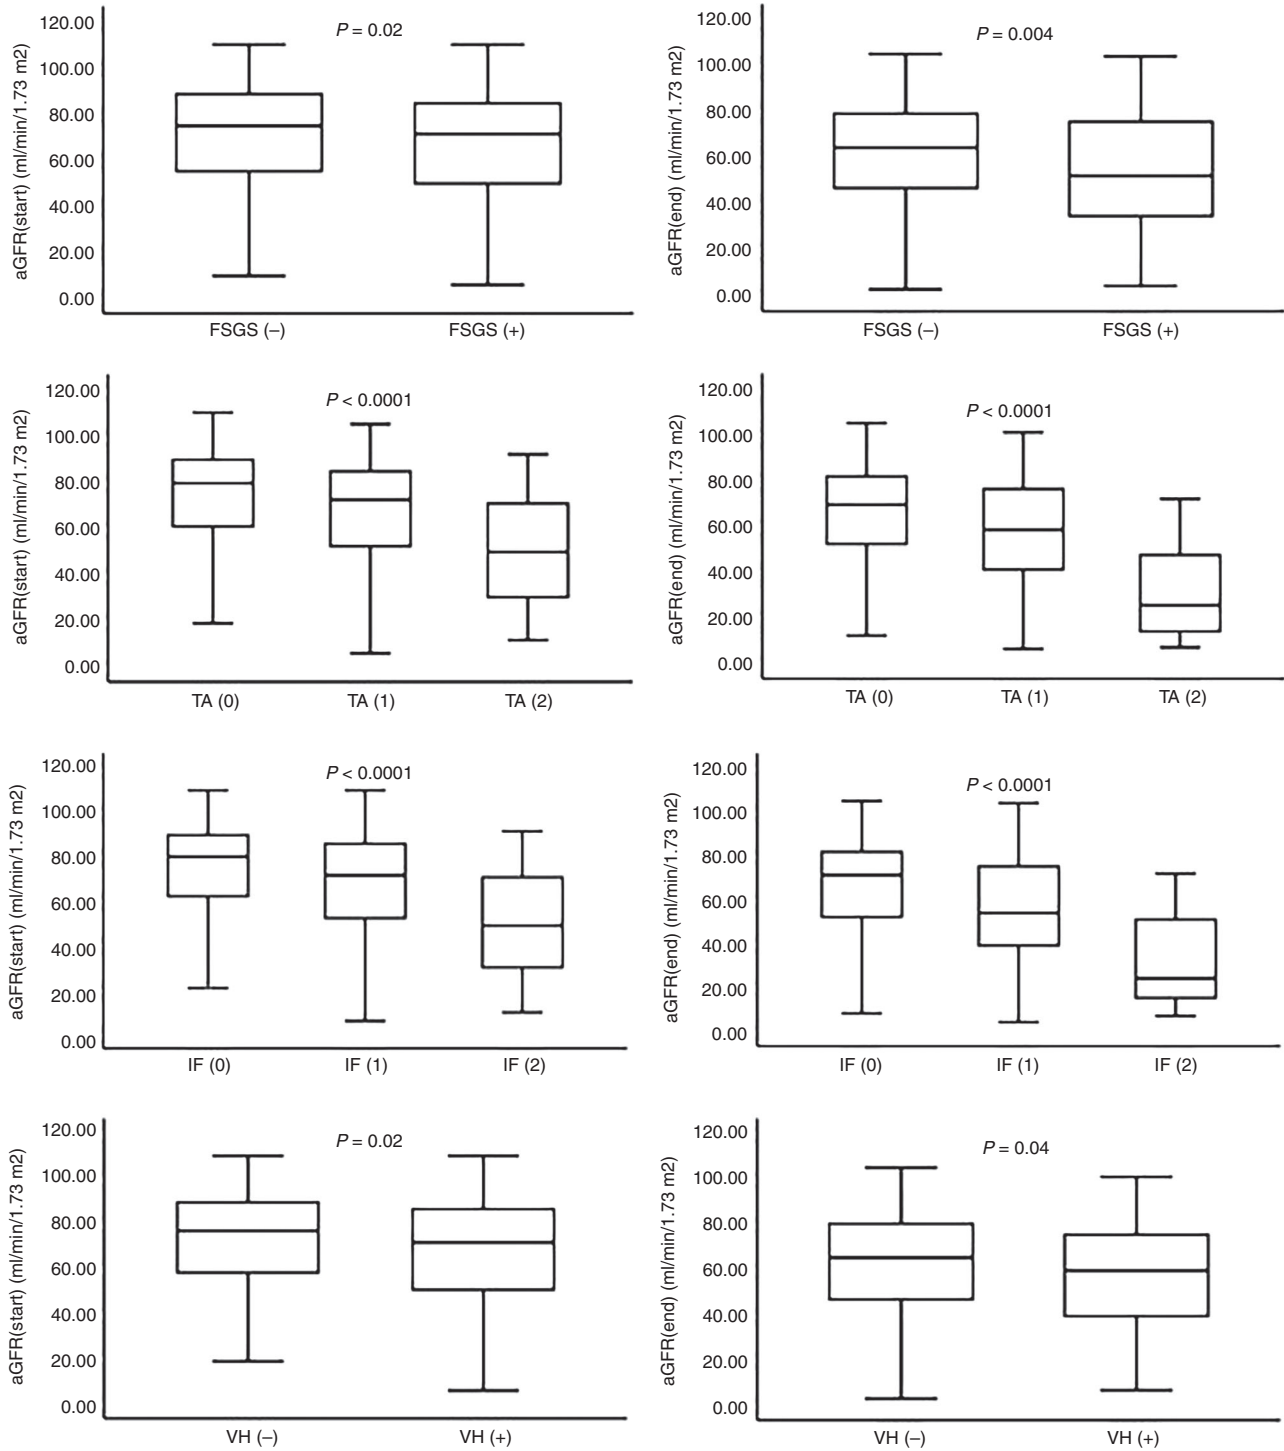 aGFR(start) (ml/min/1.73 m2)
120.00
100.00
80.00
60.00
40.00
20.00
0.00
P = 0.02
FSGS (–)
FSGS (+)
aGFR(end) (ml/min/1.73 m2)
120.00
100.00
80.00
60.00
40.00
20.00
0.00
P = 0.004
FSGS (–)
FSGS (+)
aGFR(start) (ml/min/1.73 m2)
120.00
100.00
80.00
60.00
40.00
20.00
0.00
P < 0.0001
TA (0)
TA (1)
TA (2)
aGFR(end) (ml/min/1.73 m2)
120.00
100.00
80.00
60.00
40.00
20.00
0.00
P < 0.0001
TA (0)
TA (1)
TA (2)
aGFR(start) (ml/min/1.73 m2)
120.00
100.00
80.00
60.00
40.00
20.00
0.00
P < 0.0001
IF (0)
IF (1)
IF (2)
aGFR(end) (ml/min/1.73 m2)
120.00
100.00
80.00
60.00
40.00
20.00
0.00
P < 0.0001
IF (0)
IF (1)
IF (2)
aGFR(start) (ml/min/1.73 m2)
120.00
100.00
80.00
60.00
40.00
20.00
0.00
P = 0.02
VH (–)
VH (+)
aGFR(end) (ml/min/1.73 m2)
120.00
100.00
80.00
60.00
40.00
20.00
0.00
P = 0.04
VH (–)
VH (+)